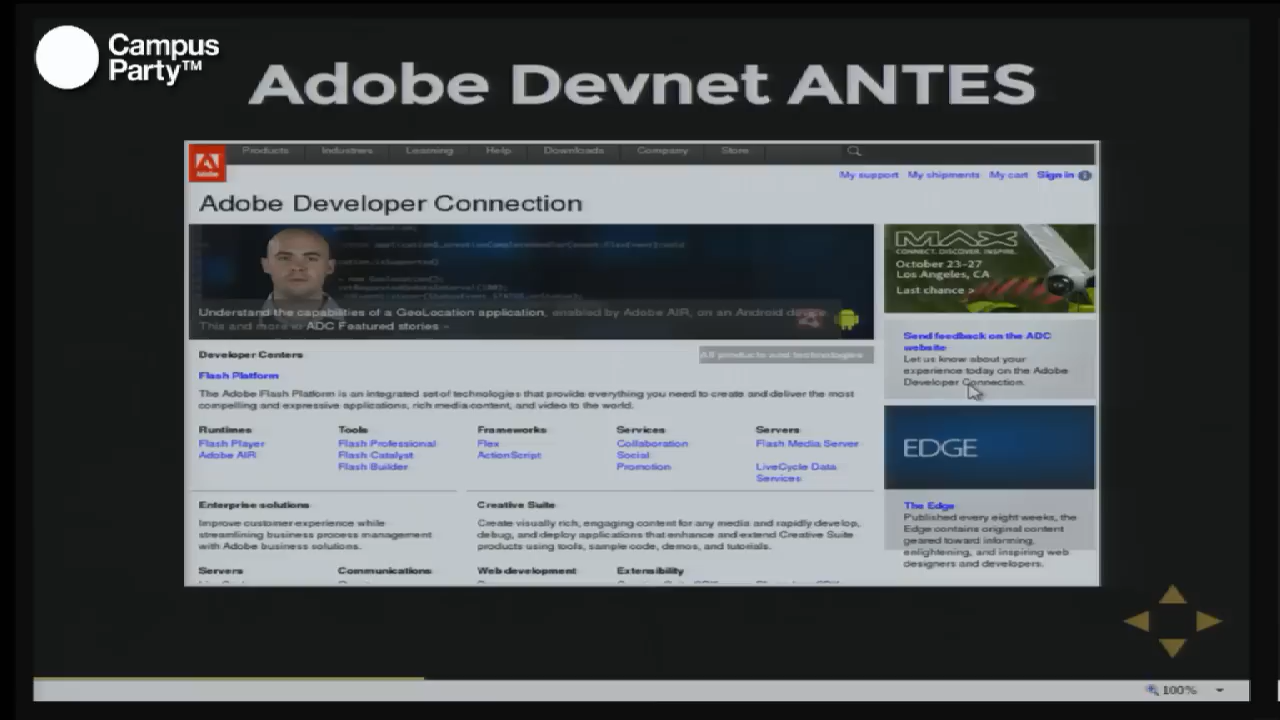 Campus
Party™
Adobe Devnet ANTES
Adobe
Products Industries Learning Help Downloads Company Store
My support My shipments My cart Sign in
Adobe Developer Connection
Understand the capabilities of a GeoLocation application, enabled by Adobe AIR, on an Android device.
This and more in ADC Featured stories
MAX
CONNECT. DISCOVER. INSPIRE.
October 23-27
Los Angeles, CA
Last chance >
Send feedback on the ADC
website
Let us know about your
experience today on the Adobe
Developer Connection.
Developer Centers
All products and technologies
Flash Platform
The Adobe Flash Platform is an integrated set of technologies that provide everything you need to create and deliver the most
compelling and expressive applications, rich media content, and video to the world.
Runtimes Tools Frameworks Services Servers
Flash Player Flash Professional Flex Collaboration Flash Media Server
Adobe AIR Flash Catalyst ActionScript Social
Flash Builder Promotion LiveCycle Data
Services
EDGE
The Edge
Published every eight weeks, the
Edge contains original content
geared toward informing,
enlightening, and inspiring web
designers and developers.
Enterprise solutions Creative Suite
Improve customer experience while
streamlining business process management
with Adobe business solutions.
Create visually rich, engaging content for any media and rapidly develop,
debug, and deploy applications that enhance and extend Creative Suite
products using tools, sample code, demos, and tutorials.
Servers Communications Web development Extensibility
100%